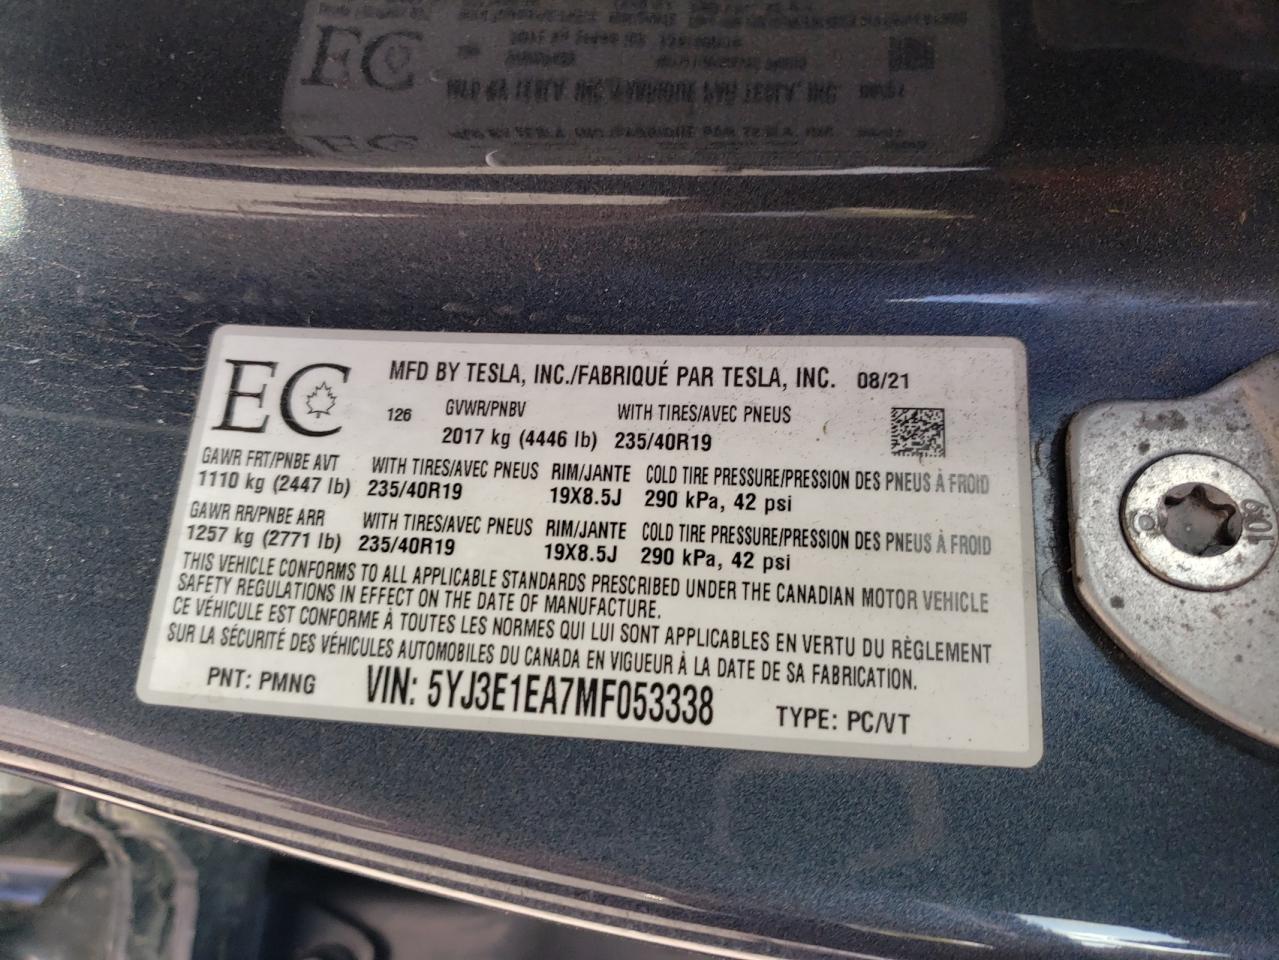 EC MFD BY TESLA, INC./FABRIQUÉ PAR TESLA, INC. 08/21
126 GVWR/PNBV WITH TIRES/AVEC PNEUS
2017 kg (4446 lb) 235/40R19
GAWR FRT/PNBE AVT WITH TIRES/AVEC PNEUS RIM/JANTE COLD TIRE PRESSURE/PRESSION DES PNEUS À FROID
1110 kg (2447 lb) 235/40R19 19X8.5J 290 kPa, 42 psi
GAWR RR/PNBE ARR WITH TIRES/AVEC PNEUS RIM/JANTE COLD TIRE PRESSURE/PRESSION DES PNEUS À FROID
1257 kg (2771 lb) 235/40R19 19X8.5J 290 kPa, 42 psi
THIS VEHICLE CONFORMS TO ALL APPLICABLE STANDARDS PRESCRIBED UNDER THE CANADIAN MOTOR VEHICLE
SAFETY REGULATIONS IN EFFECT ON THE DATE OF MANUFACTURE.
CE VÉHICULE EST CONFORME À TOUTES LES NORMES QUI LUI SONT APPLICABLES EN VERTU DU RÈGLEMENT
SUR LA SÉCURITÉ DES VÉHICULES AUTOMOBILES DU CANADA EN VIGUEUR À LA DATE DE SA FABRICATION.
PNT: PMNG VIN: 5YJ3E1EA7MF053338 TYPE: PC/VT